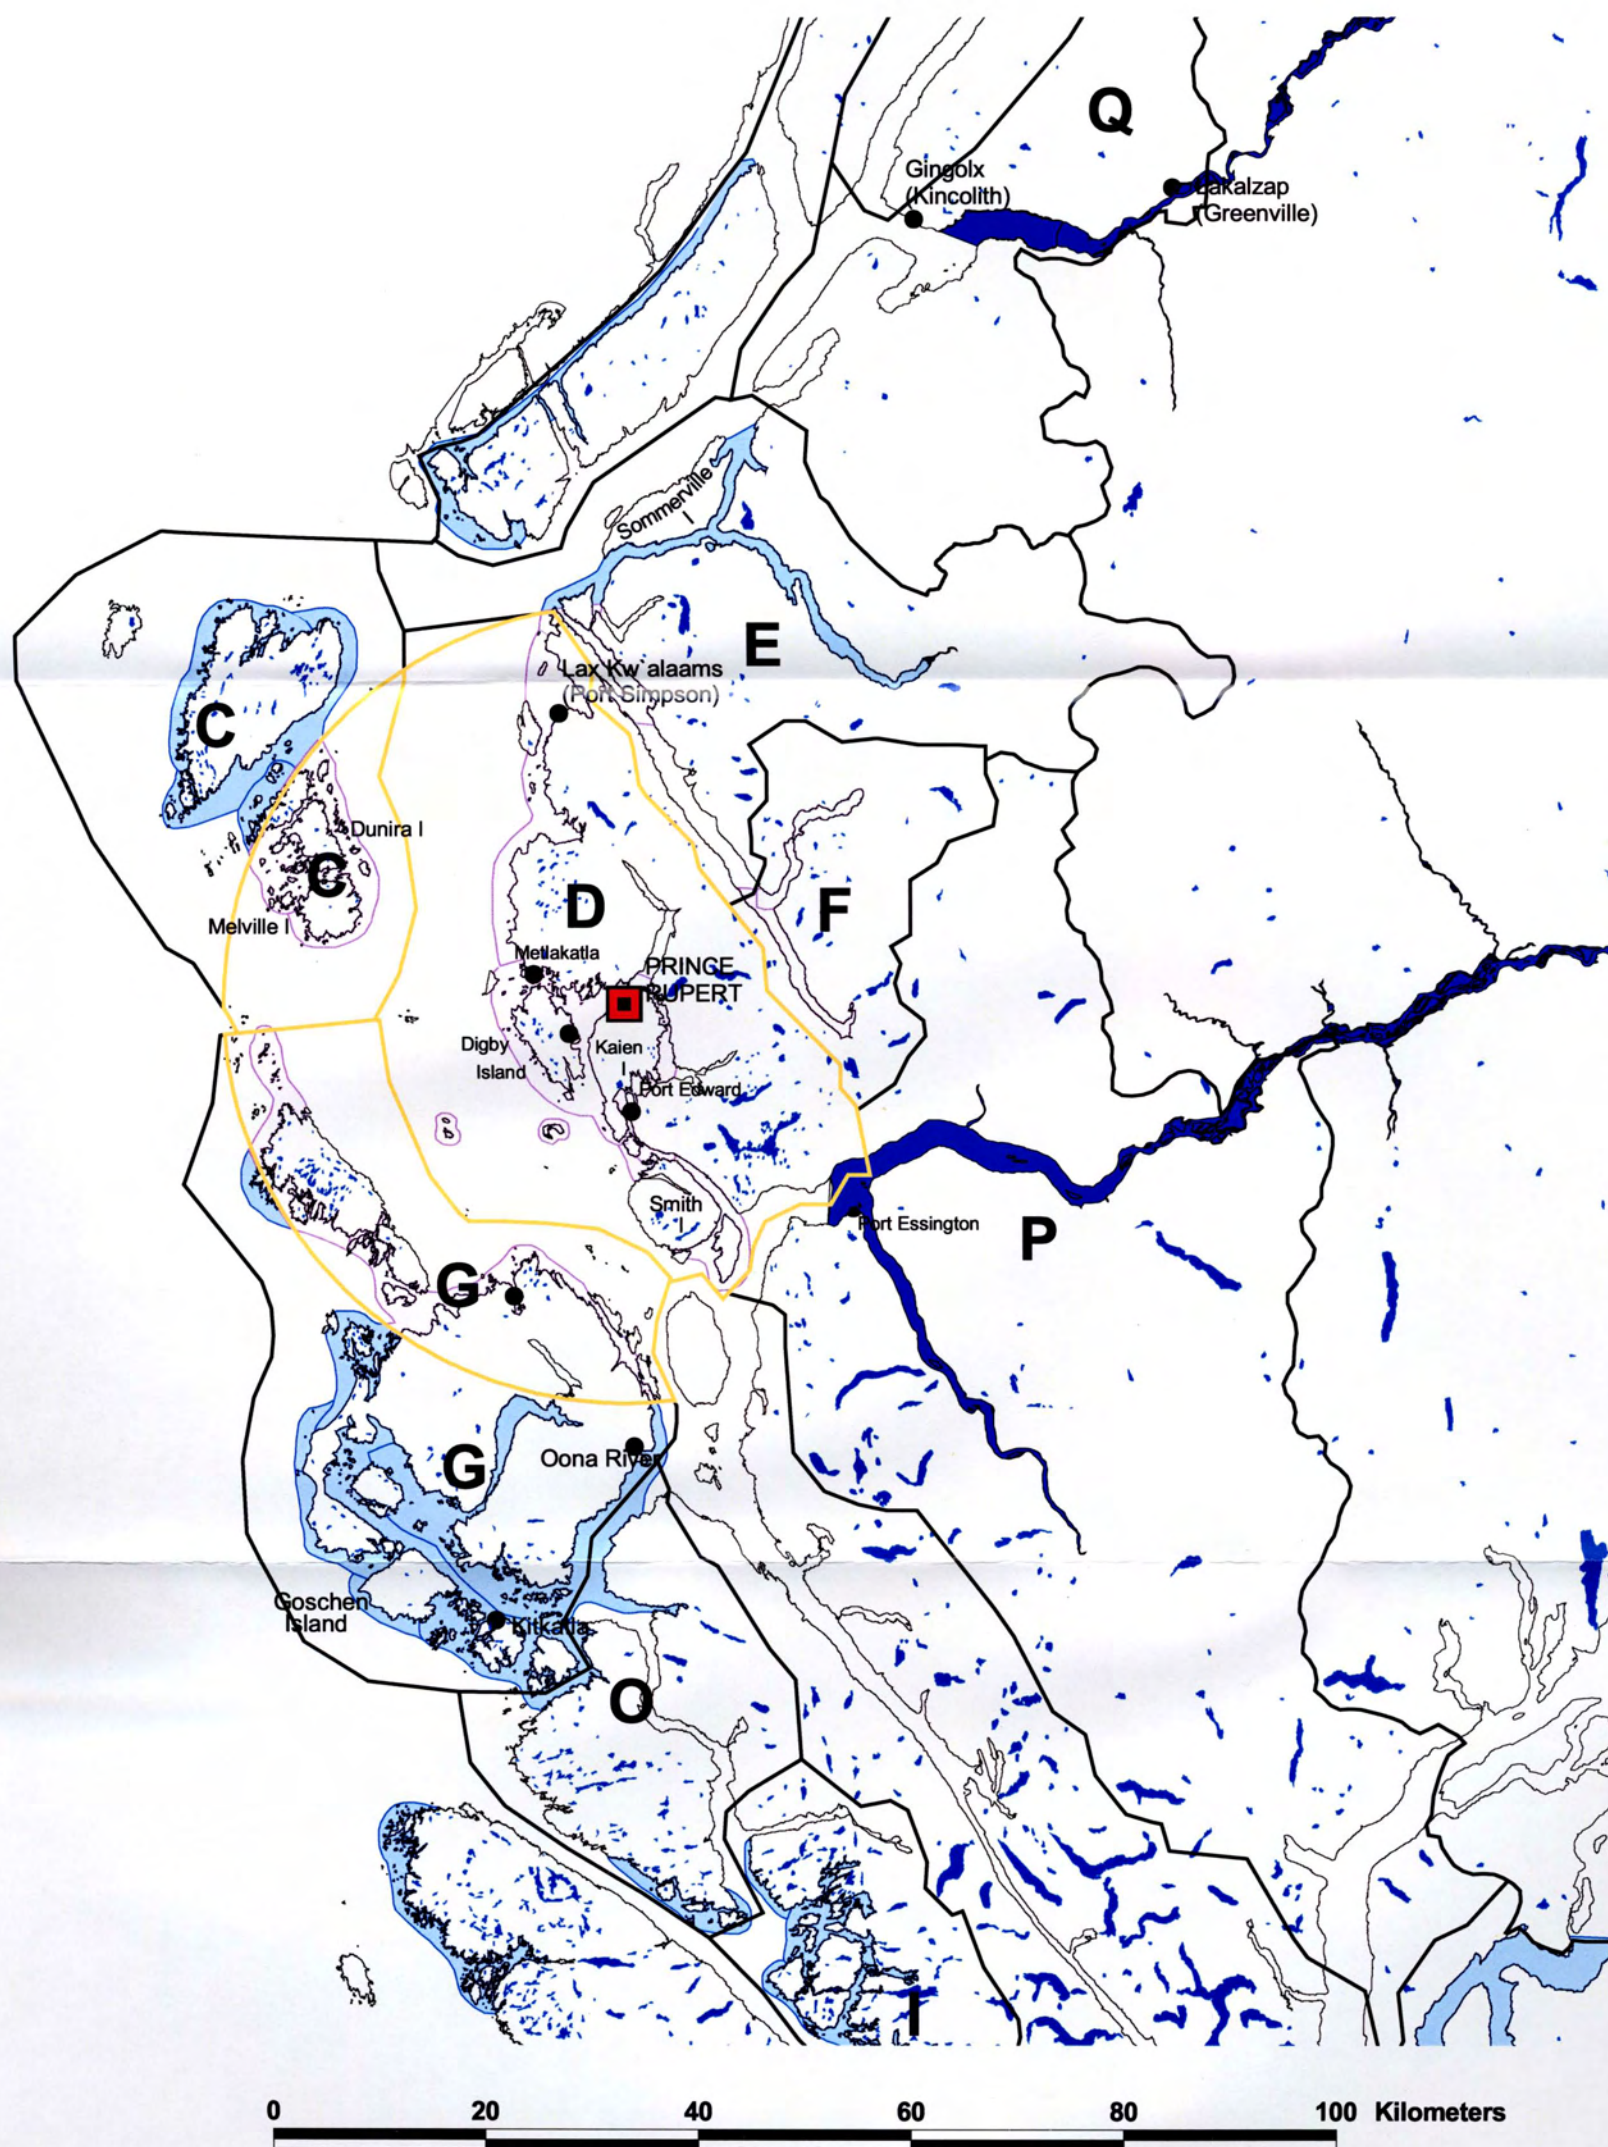 Q
Gingolx
(Kincolith)
Lakalzap
(Greenville)
Sommerville
I
E
Lax Kw alaams
(Port Simpson)
C
Dunira I
C
Melville I
D
F
Metlakatla
PRINCE
RUPERT
Digby
Island
Kaien
I
Port Edward
Smith
I
Port Essington
P
G
G
Oona River
Goschen
Island
Kitkatla
O
I
0 20 40 60 80 100 Kilometers